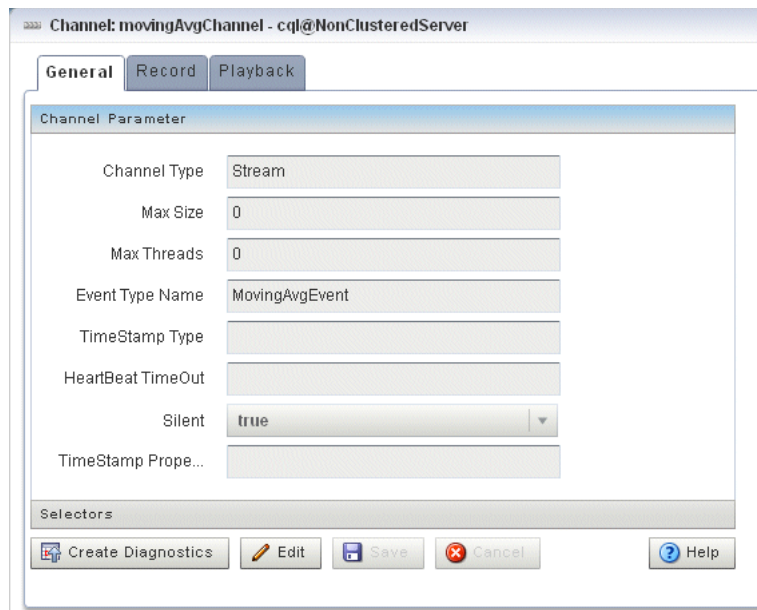 Channel: movingAvgChannel - cql@NonClusteredServer
General Record Playback
Channel Parameter
Channel Type Stream
Max Size 0
Max Threads 0
Event Type Name MovingAvgEvent
TimeStamp Type
HeartBeat TimeOut
Silent true
TimeStamp Prope...
Selectors
Create Diagnostics Edit Save Cancel Help